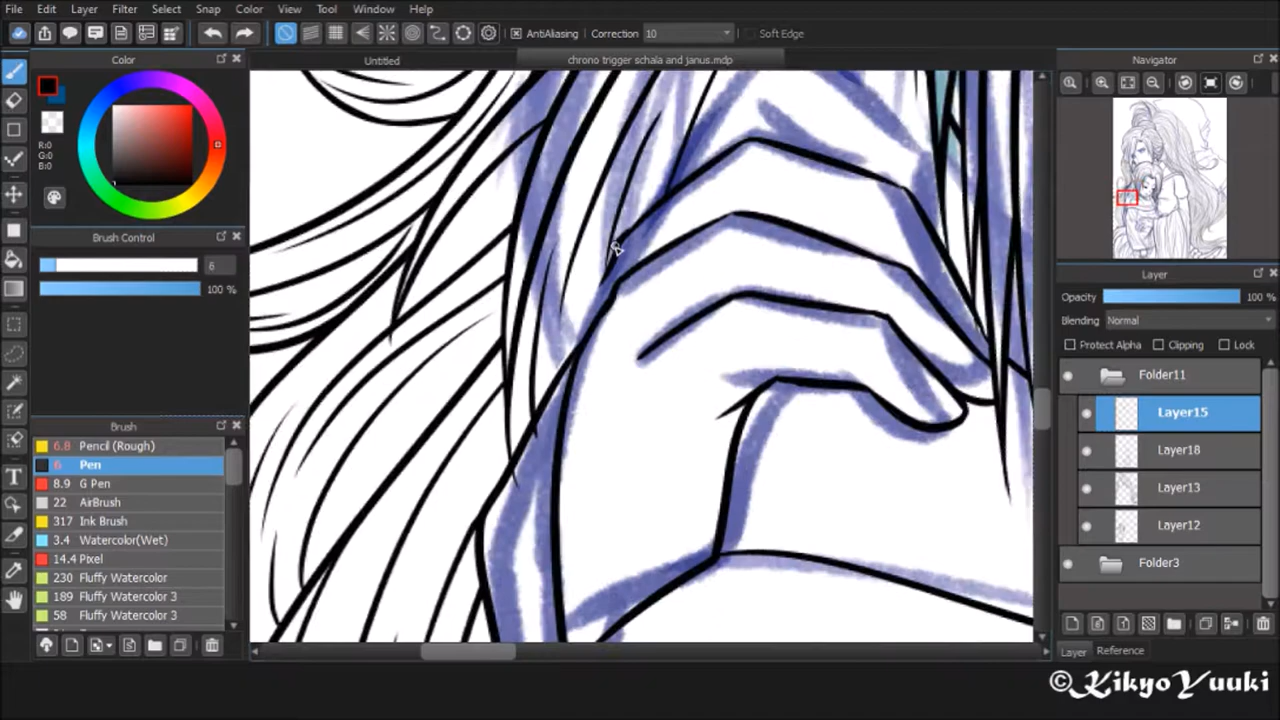 File Edit Layer Filter Select Snap Color View Tool Window Help
AntiAliasing Correction 10 Soft Edge
Color
Untitled
chrono trigger schala and janus.mdp
Navigator
R:0
G:0
B:0
Brush Control
6
100 %
Brush
6.8 Pencil (Rough)
6 Pen
8.9 G Pen
22 AirBrush
317 Ink Brush
3.4 Watercolor(Wet)
14.4 Pixel
230 Fluffy Watercolor
189 Fluffy Watercolor 3
58 Fluffy Watercolor 3
Layer
Opacity 100 %
Blending Normal
Protect Alpha Clipping Lock
Folder11
Layer15
Layer18
Layer13
Layer12
Folder3
Layer Reference
©KikyoYuuki